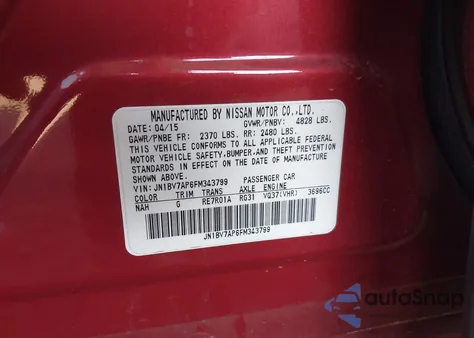 MANUFACTURED BY NISSAN MOTOR CO.,LTD.
DATE: 04/15 GVWR/PNBV: 4828 LBS.
GAWR/PNBE FR: 2370 LBS. RR: 2480 LBS.
THIS VEHICLE CONFORMS TO ALL APPLICABLE FEDERAL
MOTOR VEHICLE SAFETY,BUMPER,AND THEFT PREVENTION
STANDARDS IN EFFECT ON THE DATE OF MANUFACTURE
SHOWN ABOVE.
VIN: JN1BV7AP6FM343799 PASSENGER CAR
COLOR TRIM TRANS AXLE ENGINE
NAH G RE7R01A RG31 VQ37(VHR) 3696CC
JN1BV7AP6FM343799
autoSnap